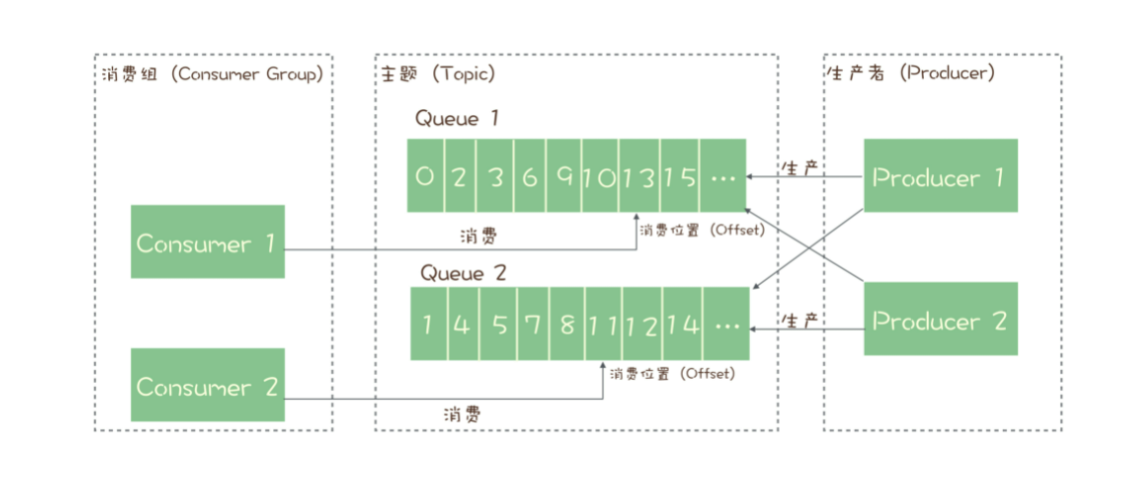 消费组 (Consumer Group)
主题 (Topic)
生产者 (Producer)
Queue 1
0 2 3 6 9 10 13 15 ...
生产
Producer 1
Consumer 1
消费
消费位置 (Offset)
Queue 2
1 4 5 7 8 11 12 14 ...
生产
Producer 2
Consumer 2
消费位置 (Offset)
消费